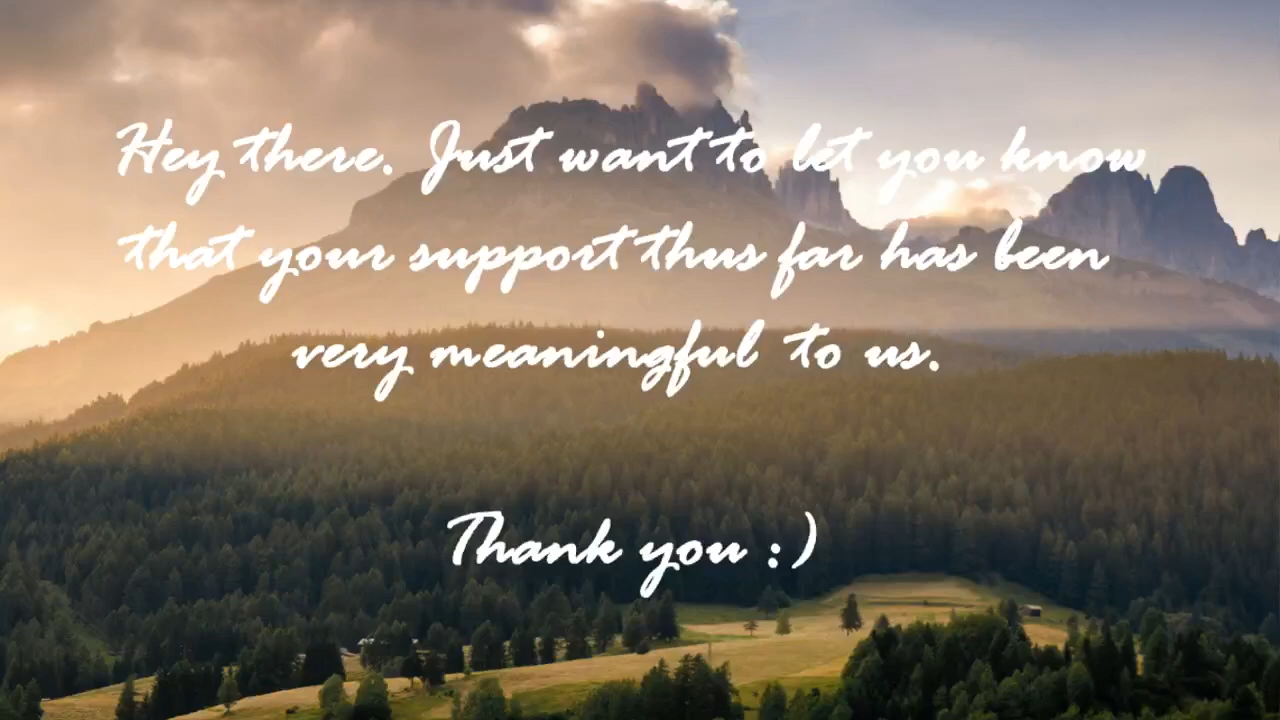 Hey there. Just want to let you know
that your support thus far has been
very meaningful to us.
Thank you :)